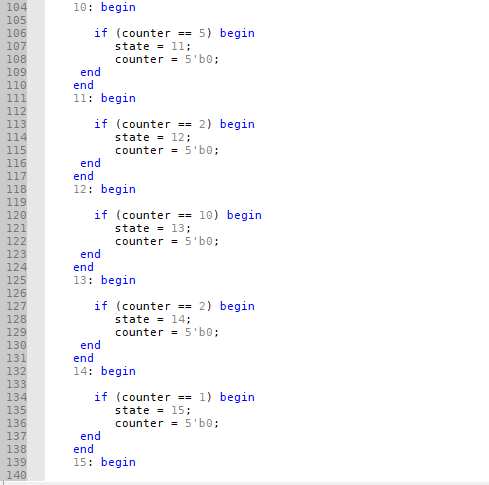 104 10: begin
105
106 if (counter == 5) begin
107 state = 11;
108 counter = 5'b0;
109 end
110 end
111 11: begin
112
113 if (counter == 2) begin
114 state = 12;
115 counter = 5'b0;
116 end
117 end
118 12: begin
119
120 if (counter == 10) begin
121 state = 13;
122 counter = 5'b0;
123 end
124 end
125 13: begin
126
127 if (counter == 2) begin
128 state = 14;
129 counter = 5'b0;
130 end
131 end
132 14: begin
133
134 if (counter == 1) begin
135 state = 15;
136 counter = 5'b0;
137 end
138 end
139 15: begin
140